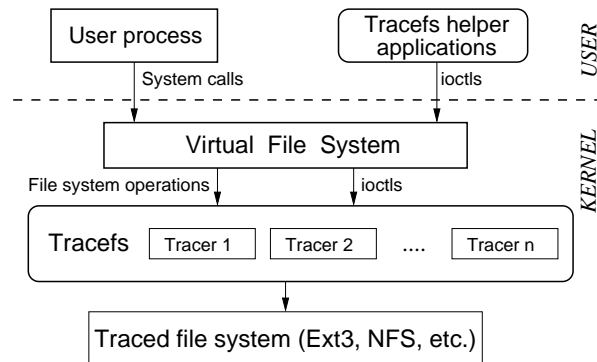 User process
Tracefs helper
applications
USER
System calls
ioctls
Virtual File System
KERNEL
File system operations
ioctls
Tracefs
Tracer 1
Tracer 2
....
Tracer n
Traced file system (Ext3, NFS, etc.)